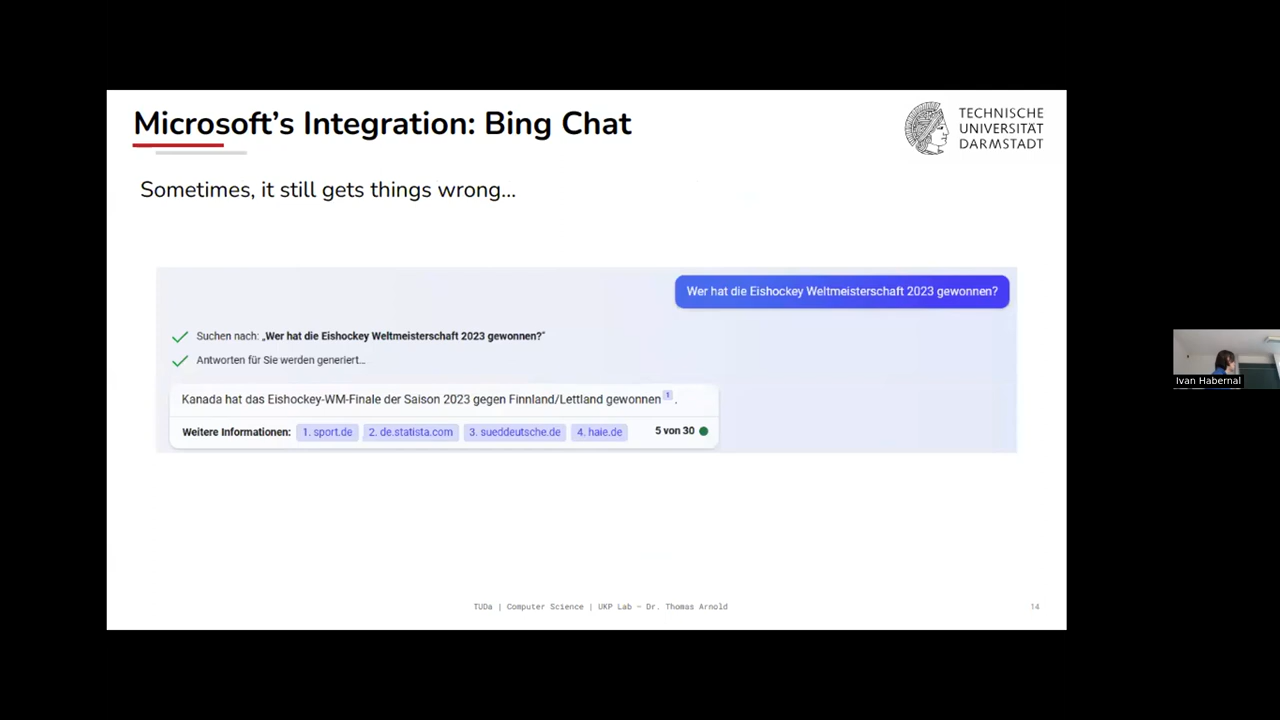 Microsoft's Integration: Bing Chat
TECHNISCHE
UNIVERSITÄT
DARMSTADT
Sometimes, it still gets things wrong...
Wer hat die Eishockey Weltmeisterschaft 2023 gewonnen?
Suchen nach: „Wer hat die Eishockey Weltmeisterschaft 2023 gewonnen?“
Antworten für Sie werden generiert...
Kanada hat das Eishockey-WM-Finale der Saison 2023 gegen Finnland/Lettland gewonnen 1 .
Weitere Informationen: 1. sport.de 2. de.statista.com 3. sueddeutsche.de 4. haie.de 5 von 30
Ivan Habernal
TUDa | Computer Science | UKP Lab – Dr. Thomas Arnold
14